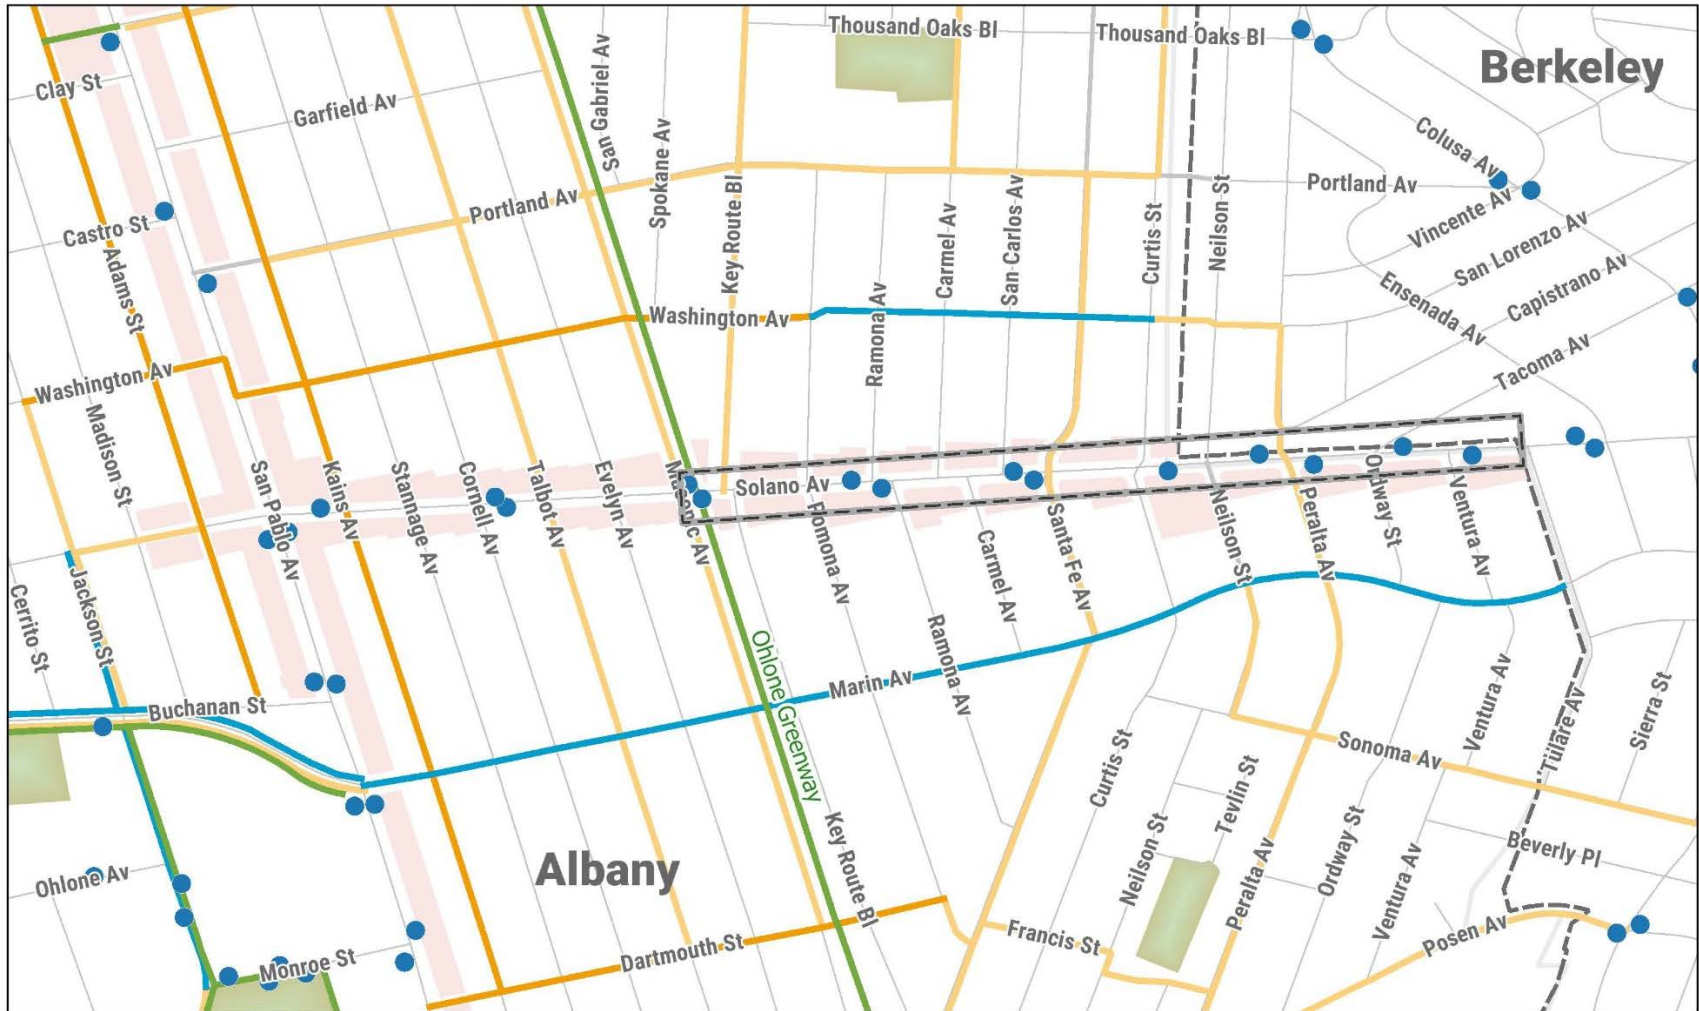 Thousand Oaks Bl
Thousand Oaks Bl
Berkeley
Clay St
Garfield Av
San Gabriel Av
Spokane Av
Colusa Av
Portland Av
Portland Av
Key Route Bl
Carmel Av
San Carlos Av
Curtis St
Neilson St
Vincente Av
San Lorenzo Av
Castro St
Adams St
Ensenada Av
Capistrano Av
Washington Av
Ramona Av
Tacoma Av
Washington Av
Madison St
San Pablo Av
Kains Av
Stannage Av
Cornell Av
Talbot Av
Evelyn Av
Masonic Av
Solano Av
Pomona Av
Carmel Av
Santa Fe Av
Neilson St
Peralta Av
Ordway St
Ventura Av
Cerrito St
Jackson St
Ohlone Greenway
Ramona Av
Marin Av
Buchanan St
Curtis St
Sonoma Av
Ventura Av
Tulare Av
Sierra St
Key Route Bl
Neilson St
Tevlin St
Peralta Av
Ordway St
Ventura Av
Beverly Pl
Albany
Ohlone Av
Monroe St
Dartmouth St
Francis St
Posen Av